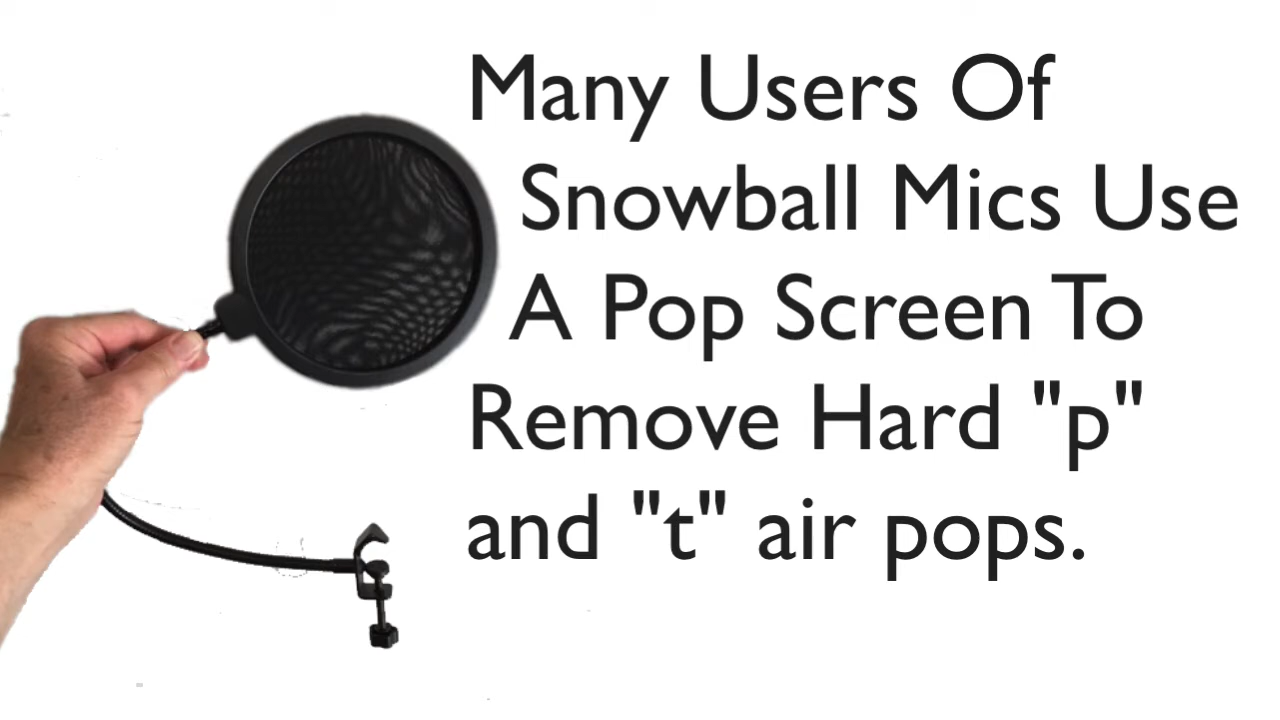 Many Users Of
Snowball Mics Use
A Pop Screen To
Remove Hard "p"
and "t" air pops.